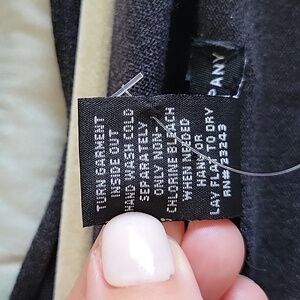 TURN GARMENT
INSIDE OUT
HAND WASH COLD
SEPARATELY
ONLY NON-
CHLORINE BLEACH
WHEN NEEDED
HANG OR
LAY FLAT TO DRY
RN#73243
PANY